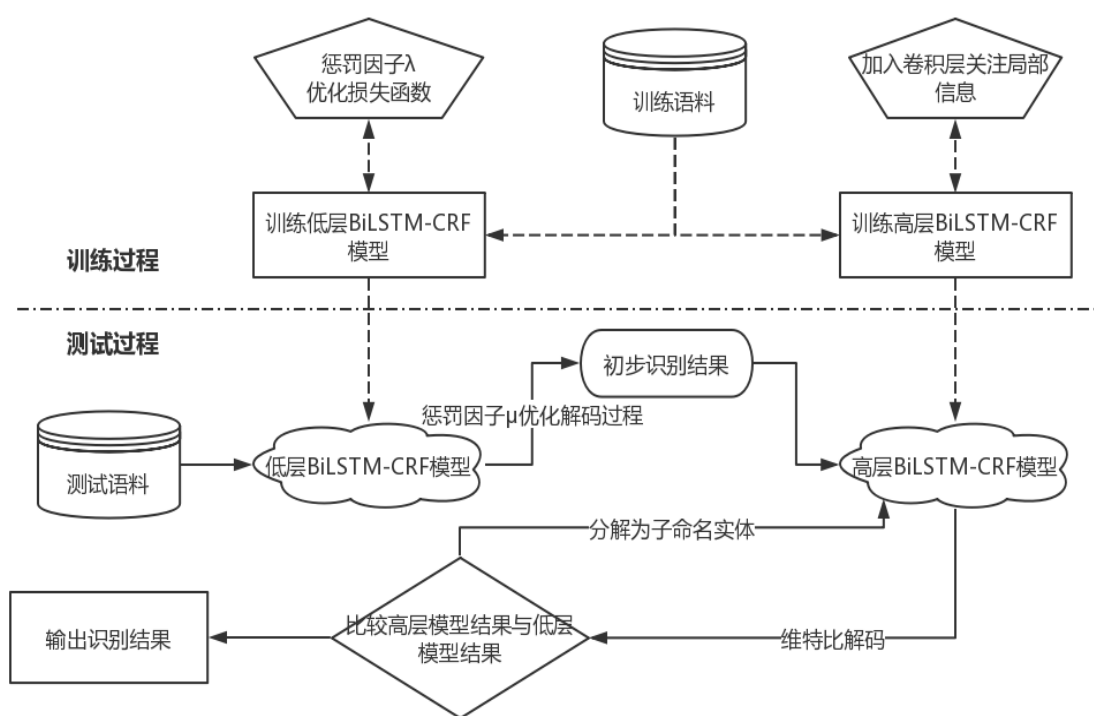 惩罚因子λ
优化损失函数
训练语料
加入卷积层关注局部
信息
训练低层BiLSTM-CRF
模型
训练高层BiLSTM-CRF
模型
训练过程
测试过程
初步识别结果
惩罚因子μ优化解码过程
测试语料
低层BiLSTM-CRF模型
高层BiLSTM-CRF模型
分解为子命名实体
输出识别结果
比较高层模型结果与低层
模型结果
维特比解码